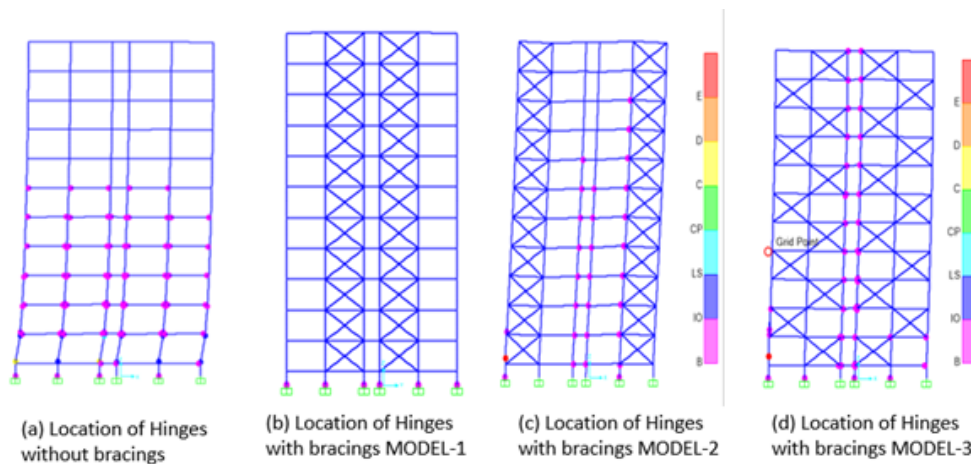 E
D
C
CP
LS
IO
B
E
D
C
CP
LS
IO
B
Grid Point
(a) Location of Hinges
without bracings
(b) Location of Hinges
with bracings MODEL-1
(c) Location of Hinges
with bracings MODEL-2
(d) Location of Hinges
with bracings MODEL-3